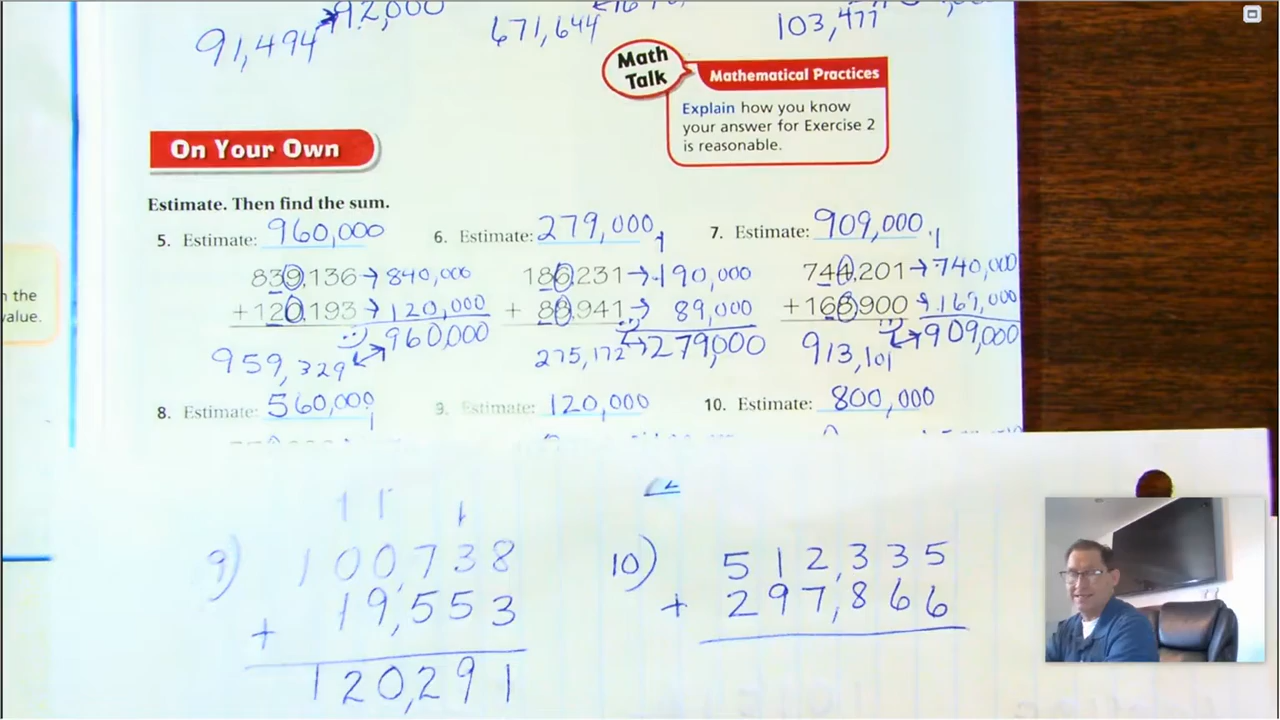 92,000
91,494
671,644
103,477
Math
Talk
Mathematical Practices
Explain how you know
your answer for Exercise 2
is reasonable.
On Your Own
Estimate. Then find the sum.
5. Estimate: 960,000
839,136 → 840,000
+ 120,193 → 120,000
960,000
959,329
6. Estimate: 279,000
186,231 → 190,000
+ 88,941 → 89,000
279,000
275,172
7. Estimate: 909,000
744,201 → 740,000
+ 168,900 → 169,000
909,000
913,101
n the
value.
8. Estimate: 560,000
9. Estimate: 120,000
10. Estimate: 800,000
9)
1 1 1
100,738
+ 19,553
120,291
10)
512,335
+ 297,866